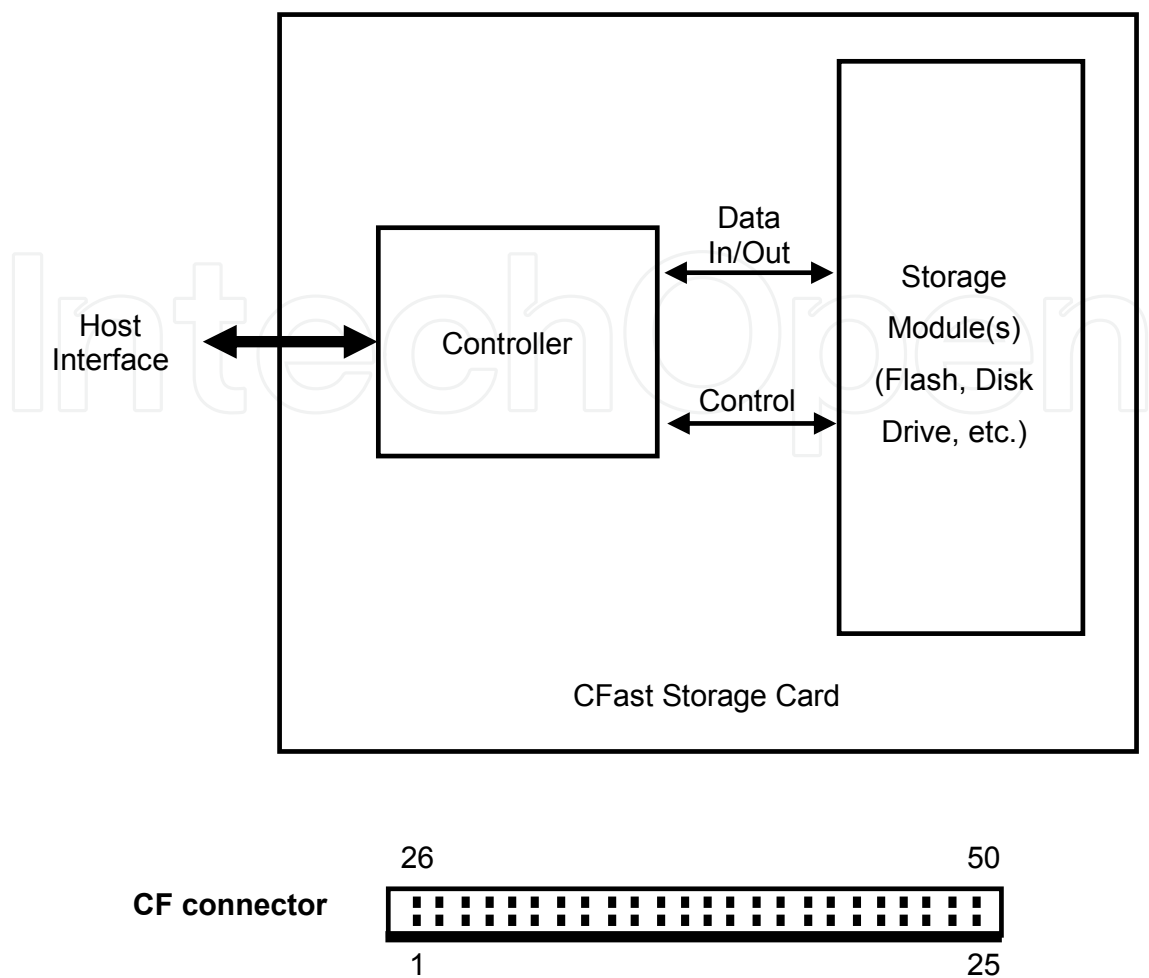 Data
In/Out
Host
Interface
Controller
Control
Storage
Module(s)
(Flash, Disk
Drive, etc.)
CFast Storage Card
IntechOpen
26 50
CF connector
1 25